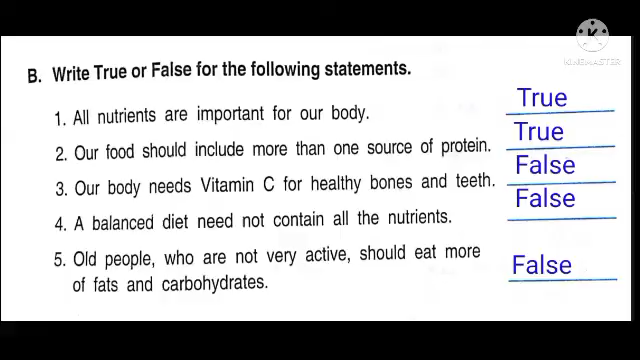 KINEMASTER
B. Write True or False for the following statements.
1. All nutrients are important for our body. True
2. Our food should include more than one source of protein. True
3. Our body needs Vitamin C for healthy bones and teeth. False
4. A balanced diet need not contain all the nutrients. False
5. Old people, who are not very active, should eat more
of fats and carbohydrates. False